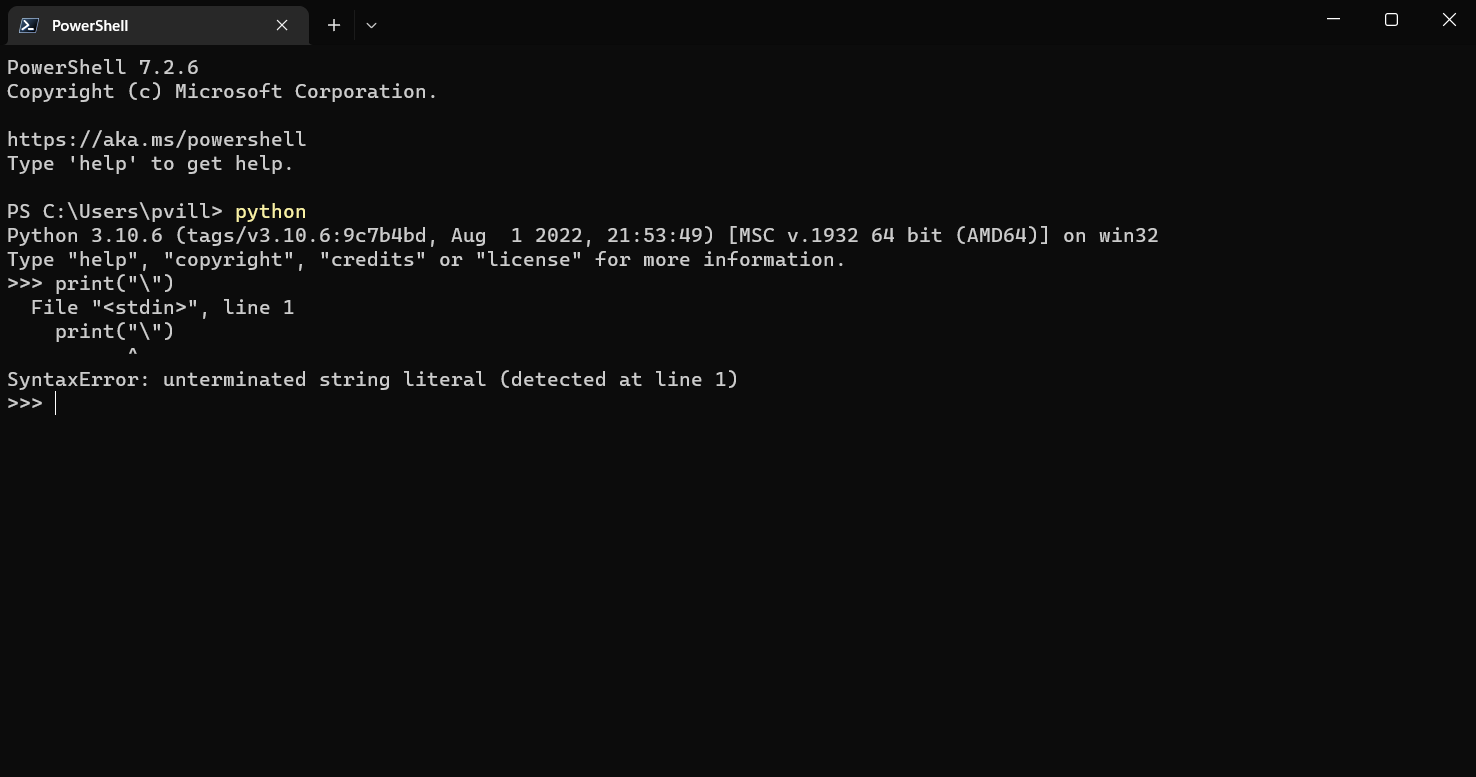 PowerShell
PowerShell 7.2.6
Copyright (c) Microsoft Corporation.
https://aka.ms/powershell
Type 'help' to get help.
PS C:\Users\pvill> python
Python 3.10.6 (tags/v3.10.6:9c7b4bd, Aug  1 2022, 21:53:49) [MSC v.1932 64 bit (AMD64)] on win32
Type "help", "copyright", "credits" or "license" for more information.
>>> print("\")
  File "<stdin>", line 1
    print("\")
          ^
SyntaxError: unterminated string literal (detected at line 1)
>>>